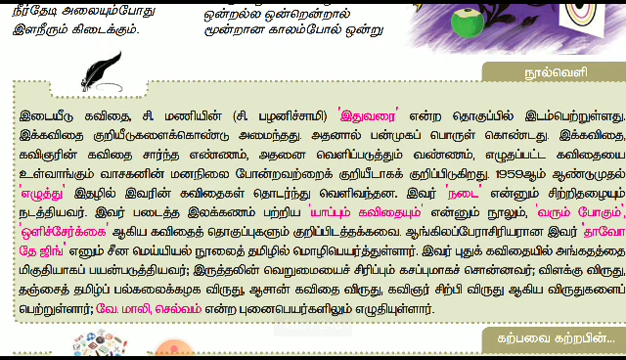 நீர்தேடி அலையும்போது
இளநீரும் கிடைக்கும்.
ஒன்றல்ல ஒன்றென்றால்
மூன்றான காலம்போல் ஒன்று
நூல்வெளி
இடையீடு கவிதை, சி. மணியின் (சி. பழனிச்சாமி) 'இதுவரை' என்ற தொகுப்பில் இடம்பெற்றுள்ளது.
இக்கவிதை குறியீடுகளைக்கொண்டு அமைந்தது. அதனால் பன்முகப் பொருள் கொண்டது. இக்கவிதை,
கவிஞரின் கவிதை சார்ந்த எண்ணம், அதனை வெளிப்படுத்தும் வண்ணம், எழுதப்பட்ட கவிதையை
உள்வாங்கும் வாசகனின் மனநிலை போன்றவற்றைக் குறியீடாகக் குறிப்பிடுகிறது. 1959ஆம் ஆண்டுமுதல்
'எழுத்து' இதழில் இவரின் கவிதைகள் தொடர்ந்து வெளிவந்தன. இவர் 'நடை' என்னும் சிற்றிதழையும்
நடத்தியவர். இவர் படைத்த இலக்கணம் பற்றிய 'யாப்பும் கவிதையும்' என்னும் நூலும், 'வரும் போகும்',
'ஒளிச்சேர்க்கை' ஆகிய கவிதைத் தொகுப்புகளும் குறிப்பிடத்தக்கவை. ஆங்கிலப்பேராசிரியரான இவர் 'தாவோ
தே ஜிங்' எனும் சீன மெய்யியல் நூலைத் தமிழில் மொழிபெயர்த்துள்ளார். இவர் புதுக் கவிதையில் அங்கதத்தை
மிகுதியாகப் பயன்படுத்தியவர்; இருத்தலின் வெறுமையைச் சிரிப்பும் கசப்புமாகச் சொன்னவர்; விளக்கு விருது,
தஞ்சைத் தமிழ்ப் பல்கலைக்கழக விருது, ஆசான் கவிதை விருது, கவிஞர் சிற்பி விருது ஆகிய விருதுகளைப்
பெற்றுள்ளார்; வே. மாலி, செல்வம் என்ற புனைபெயர்களிலும் எழுதியுள்ளார்.
கற்பவை கற்றபின்...